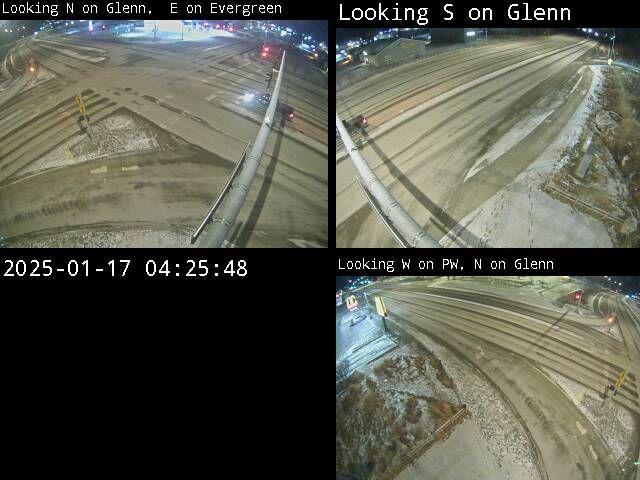 Looking N on Glenn,  E on Evergreen
Looking S on Glenn
2025-01-17 04:25:48
Looking W on PW, N on Glenn